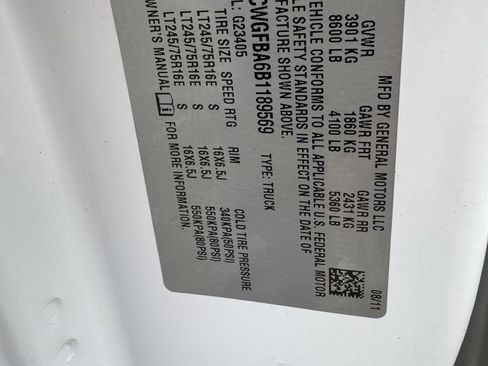 MFD BY GENERAL MOTORS LLC 08/11
GVWR GAWR FRT GAWR RR
3901 KG 1860 KG 2431 KG
8600 LB 4100 LB 5360 LB
VEHICLE CONFORMS TO ALL APPLICABLE U.S. FEDERAL MOTOR
LE SAFETY STANDARDS IN EFFECT ON THE DATE OF
FACTURE SHOWN ABOVE.
CWGFBA6B1189569 TYPE: TRUCK
L: G23405
TIRE SIZE SPEED RTG RIM COLD TIRE PRESSURE
LT245/75R16E S 16X6.5J 340KPA(50PSI)
LT245/75R16E S 16X6.5J 550KPA(80PSI)
LT245/75R16E S 16X6.5J 550KPA(80PSI)
OWNER'S MANUAL FOR MORE INFORMATION.